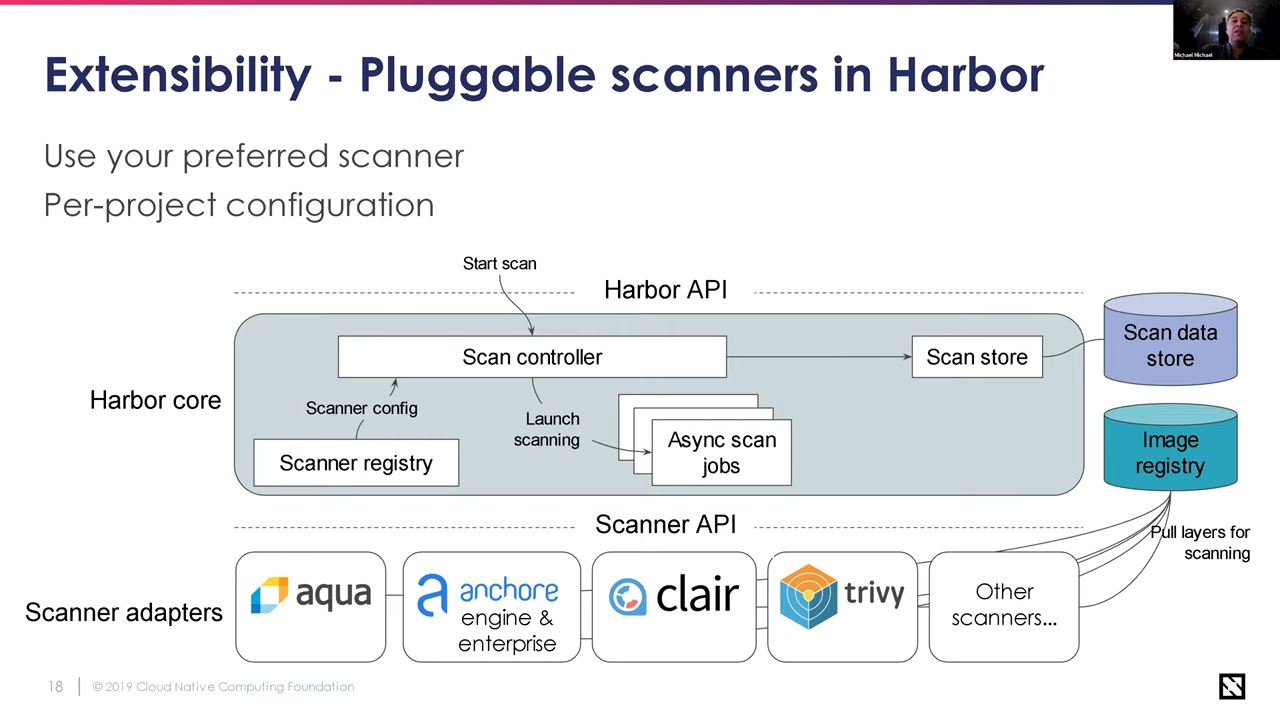 Michael Michael
Extensibility - Pluggable scanners in Harbor
Use your preferred scanner
Per-project configuration
Start scan
Harbor API
Scan controller
Scan store
Scan data
store
Harbor core
Scanner config
Launch
scanning
Async scan
jobs
Scanner registry
Image
registry
Scanner API
Pull layers for
scanning
Scanner adapters
aqua
anchore
engine &
enterprise
clair
trivy
Other
scanners...
18
© 2019 Cloud Native Computing Foundation